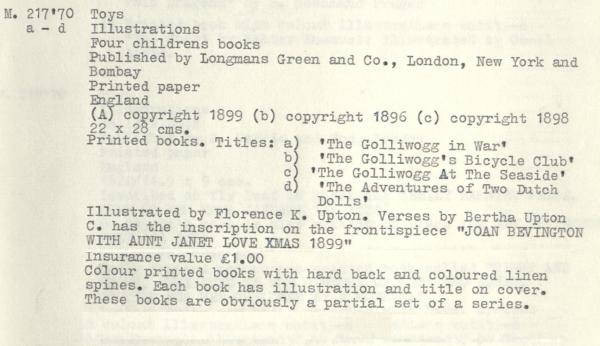 M. 217'70 Toys
a - d Illustrations
Four childrens books
Published by Longmans Green and Co., London, New York and
Bombay
Printed paper
England
(A) copyright 1899 (b) copyright 1896 (c) copyright 1898
22 x 28 cms.
Printed books. Titles: a) 'The Golliwogg in War'
b) 'The Golliwogg's Bicycle Club'
c) 'The Golliwogg At The Seaside'
d) 'The Adventures of Two Dutch
Dolls'
Illustrated by Florence K. Upton. Verses by Bertha Upton
C. has the inscription on the frontispiece "JOAN BEVINGTON
WITH AUNT JANET LOVE XMAS 1899"
Insurance value £1.00
Colour printed books with hard back and coloured linen
spines. Each book has illustration and title on cover.
These books are obviously a partial set of a series.